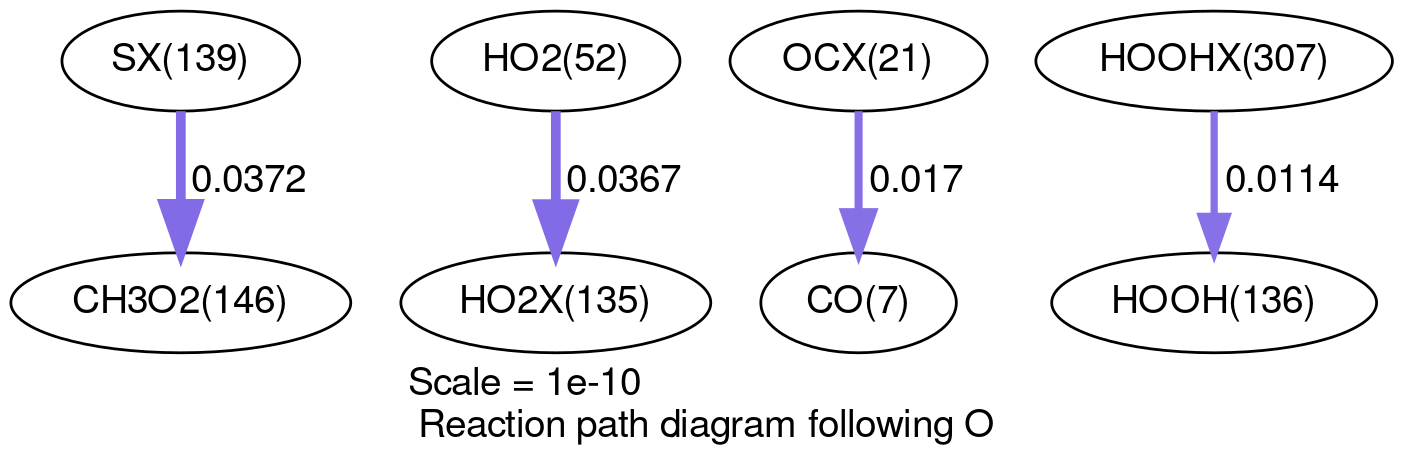 SX(139)
HO2(52)
OCX(21)
HOOHX(307)
0.0372
0.0367
0.017
0.0114
CH3O2(146)
HO2X(135)
CO(7)
HOOH(136)
Scale = 1e-10
Reaction path diagram following O